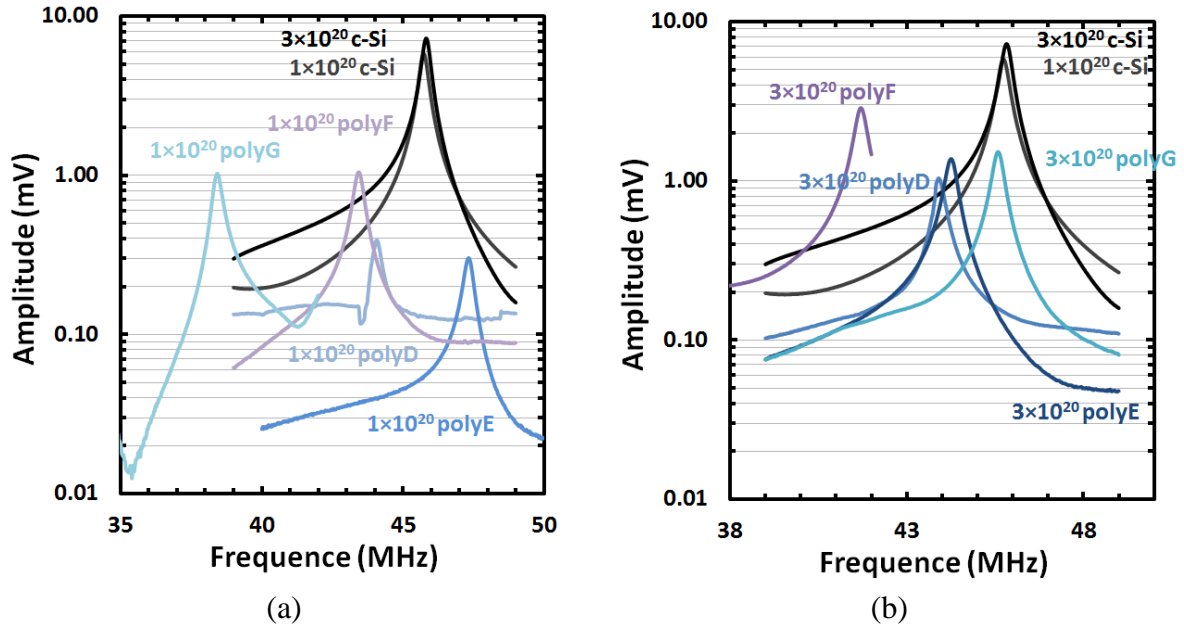 10.00
3×10²⁰ c-Si
1×10²⁰ c-Si
1×10²⁰ polyF
1×10²⁰ polyG
1.00
Amplitude (mV)
0.10
1×10²⁰ polyD
1×10²⁰ polyE
0.01
35 40 45 50
Frequence (MHz)
(a)
10.00
3×10²⁰ c-Si
1×10²⁰ c-Si
3×10²⁰ polyF
3×10²⁰ polyG
3×10²⁰ polyD
1.00
Amplitude (mV)
0.10
3×10²⁰ polyE
0.01
38 43 48
Frequence (MHz)
(b)